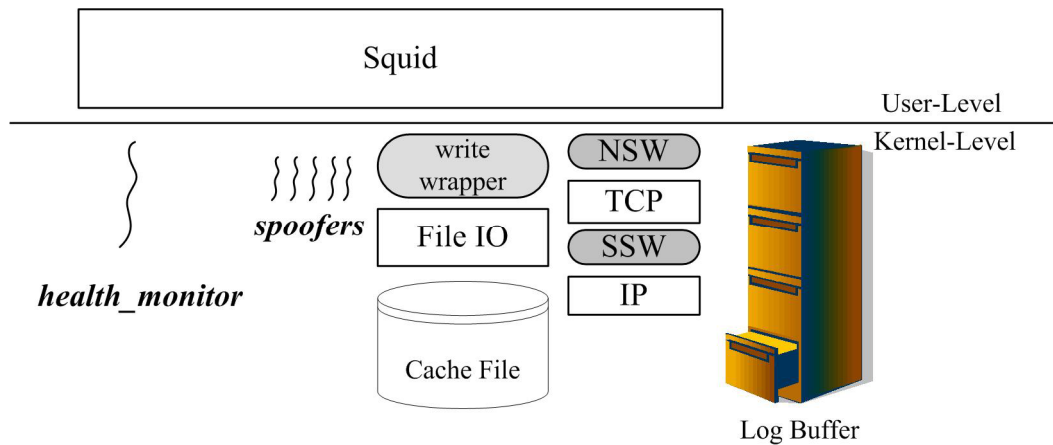 Squid
User-Level
Kernel-Level
write
wrapper
NSW
TCP
spoofers
File IO
SSW
health_monitor
IP
Cache File
Log Buffer